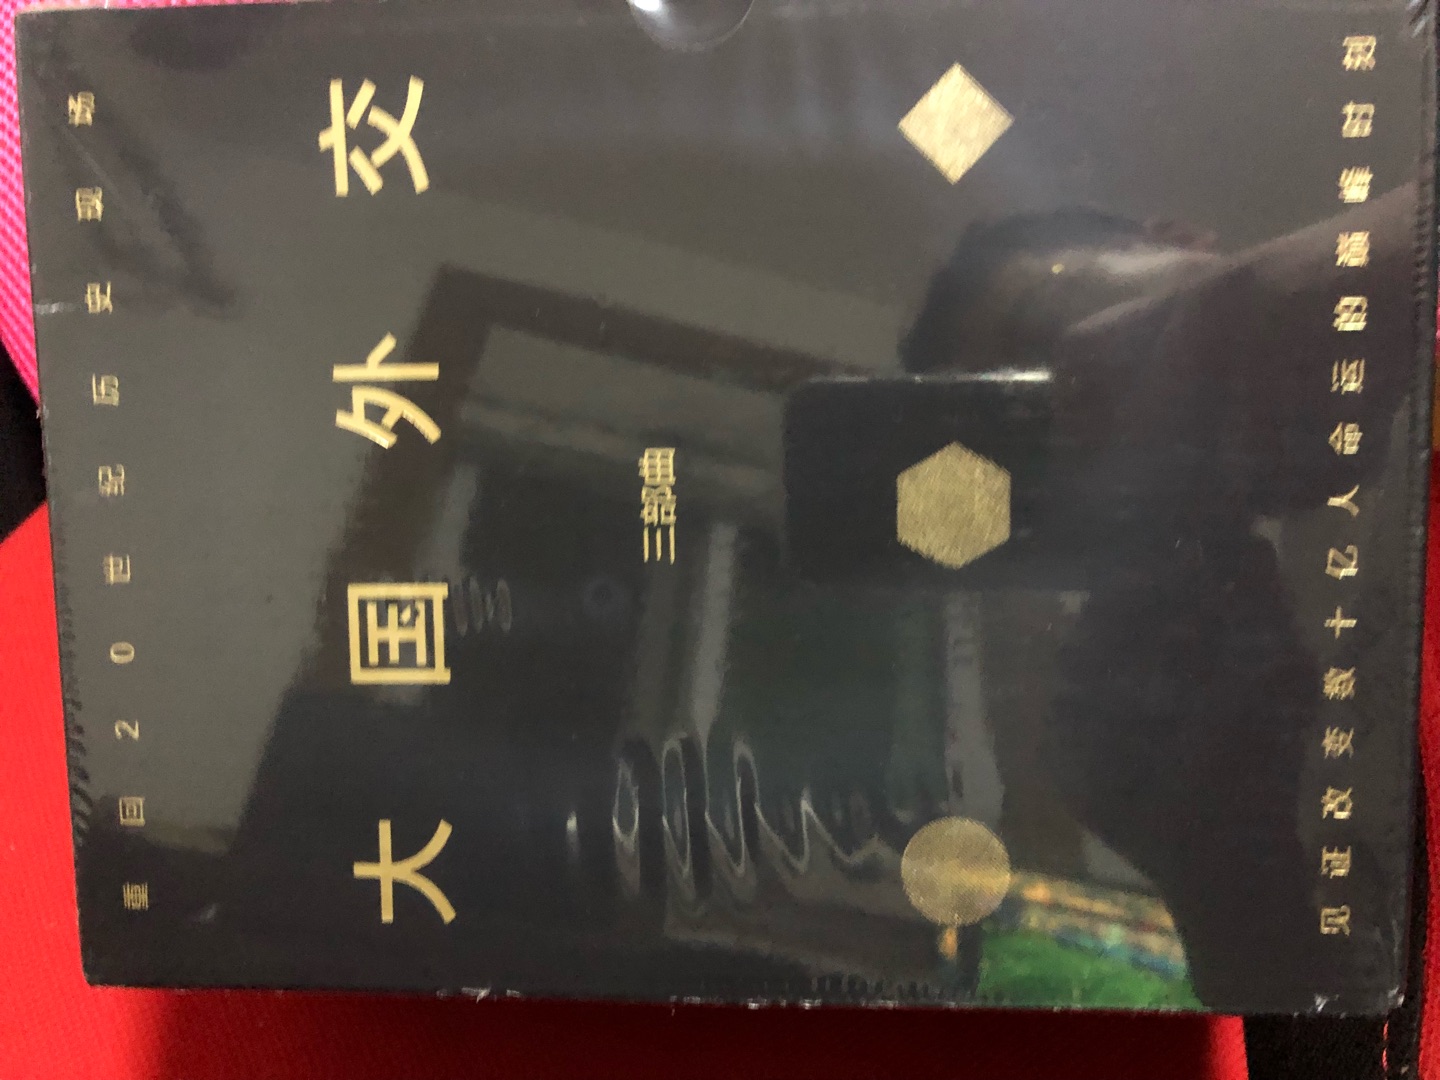 重回20世纪历史现场
大国外交
三部曲
见证改变数十亿人命运的巅峰时刻